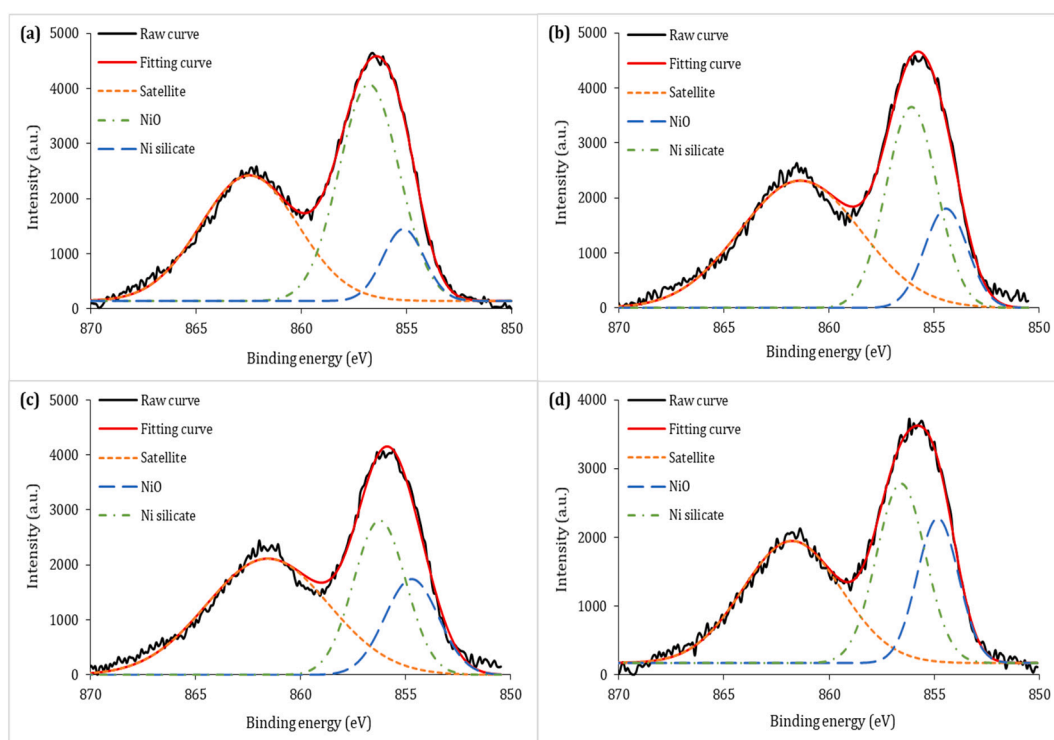 (a)
Raw curve
Fitting curve
Satellite
NiO
Ni silicate
5000
4000
3000
2000
1000
0
Intensity (a.u.)
870 865 860 855 850
Binding energy (eV)
(b)
Raw curve
Fitting curve
Satellite
NiO
Ni silicate
5000
4000
3000
2000
1000
0
Intensity (a.u.)
870 865 860 855 850
Binding energy (eV)
(c)
Raw curve
Fitting curve
Satellite
NiO
Ni silicate
5000
4000
3000
2000
1000
0
Intensity (a.u.)
870 865 860 855 850
Binding energy (eV)
(d)
Raw curve
Fitting curve
Satellite
NiO
Ni silicate
4000
3000
2000
1000
0
Intensity (a.u.)
870 865 860 855 850
Binding energy (eV)